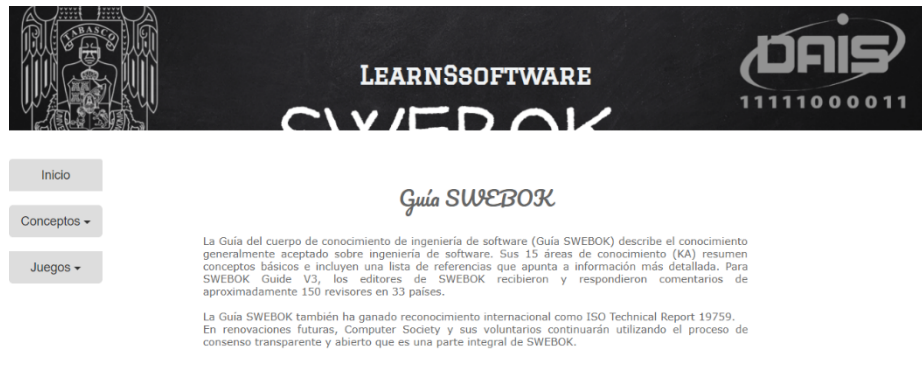 TABASCO
LearnSsoftware
SWEBOK
DAIS
11111000011
Inicio
Conceptos
Juegos
Guía SWEBOK
La Guía del cuerpo de conocimiento de ingeniería de software (Guía SWEBOK) describe el conocimiento
generalmente aceptado sobre ingeniería de software. Sus 15 áreas de conocimiento (KA) resumen
conceptos básicos e incluyen una lista de referencias que apunta a información más detallada. Para
SWEBOK Guide V3, los editores de SWEBOK recibieron y respondieron comentarios de
aproximadamente 150 revisores en 33 países.
La Guía SWEBOK también ha ganado reconocimiento internacional como ISO Technical Report 19759.
En renovaciones futuras, Computer Society y sus voluntarios continuarán utilizando el proceso de
consenso transparente y abierto que es una parte integral de SWEBOK.